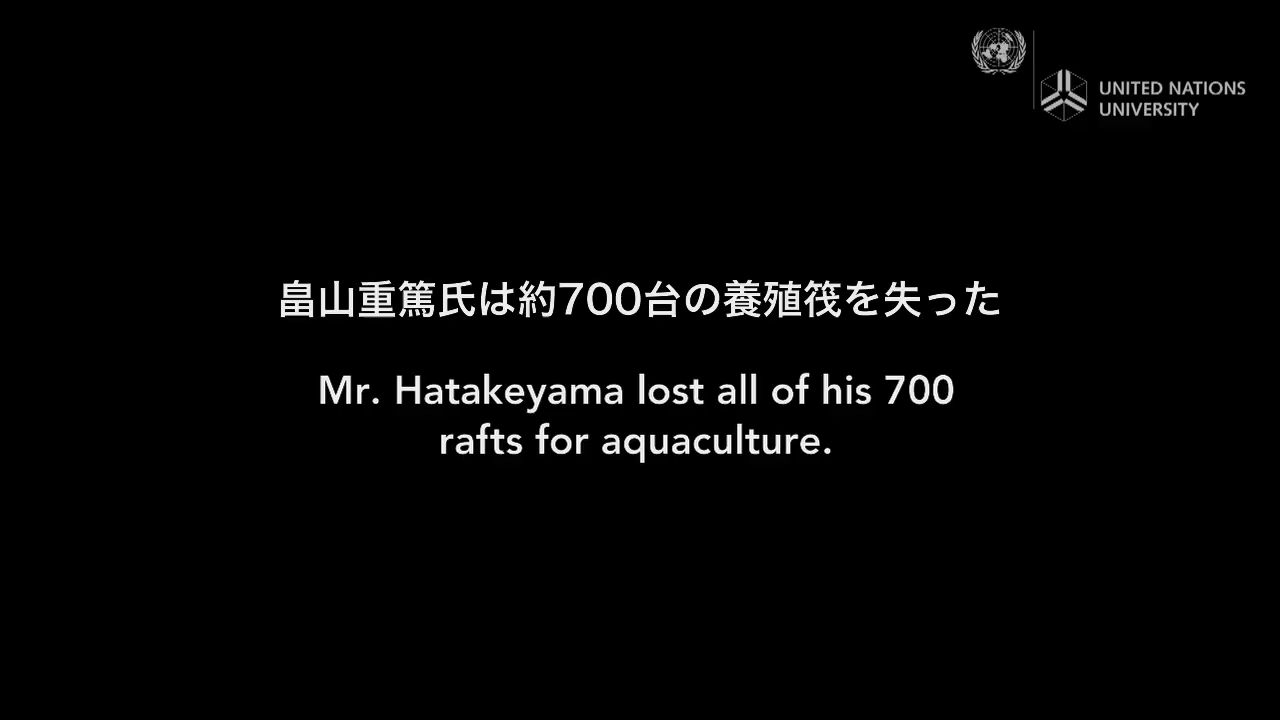 UNITED NATIONS
UNIVERSITY
畠山重篤氏は約700台の養殖筏を失った
Mr. Hatakeyama lost all of his 700
rafts for aquaculture.